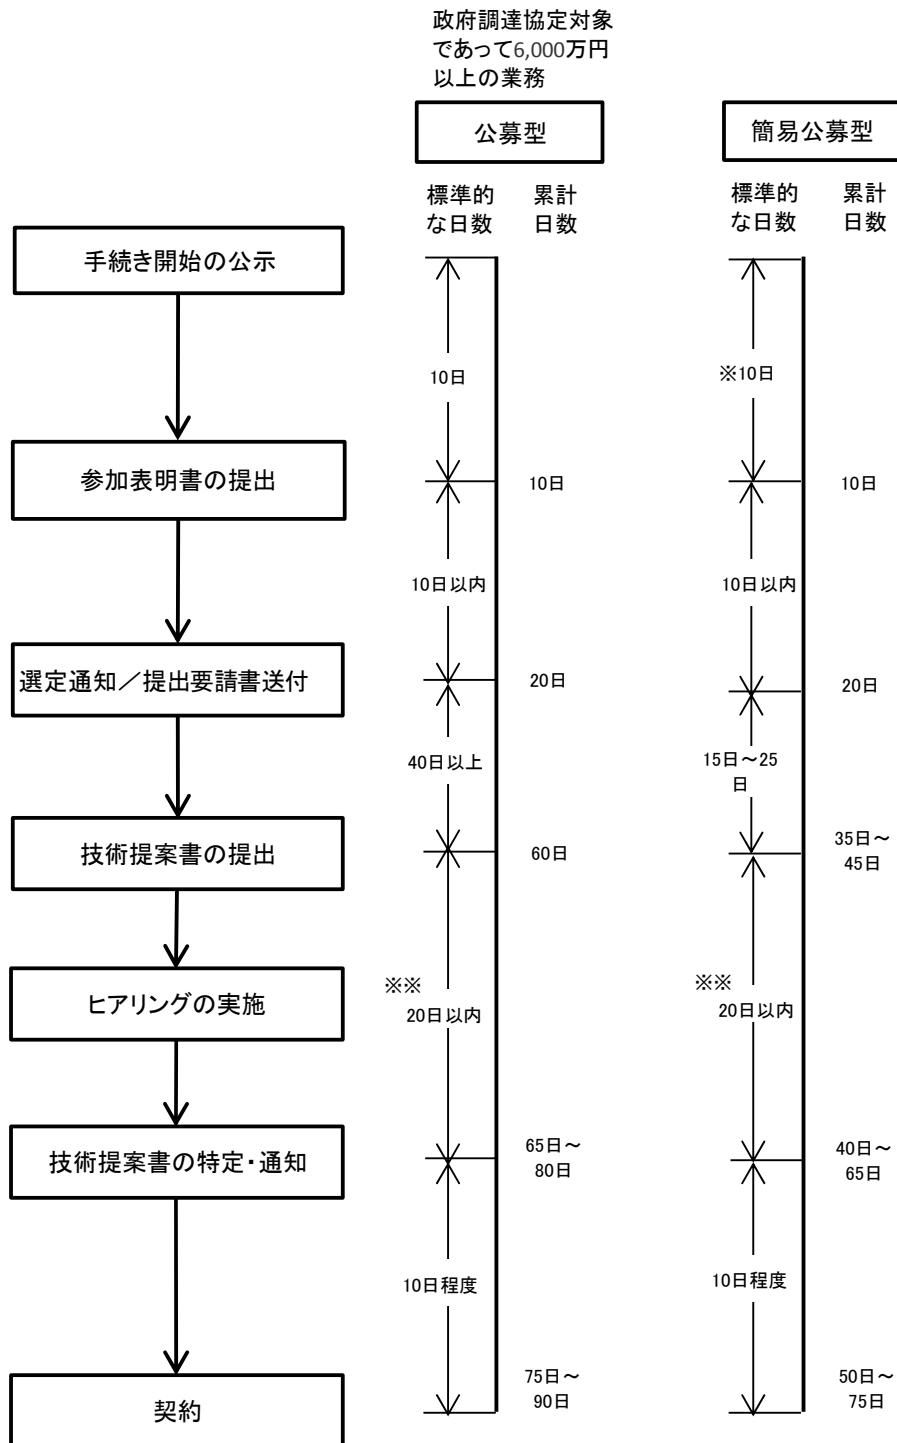 政府調達協定対象
であって6,000万円
以上の業務
公募型
簡易公募型
標準的
な日数
累計
日数
標準的
な日数
累計
日数
手続き開始の公示
10日
※10日
参加表明書の提出
10日
10日
10日以内
10日以内
選定通知／提出要請書送付
20日
20日
40日以上
15日～25
日
技術提案書の提出
60日
35日～
45日
ヒアリングの実施
※※
20日以内
※※
20日以内
技術提案書の特定・通知
65日～
80日
40日～
65日
10日程度
10日程度
契約
75日～
90日
50日～
75日